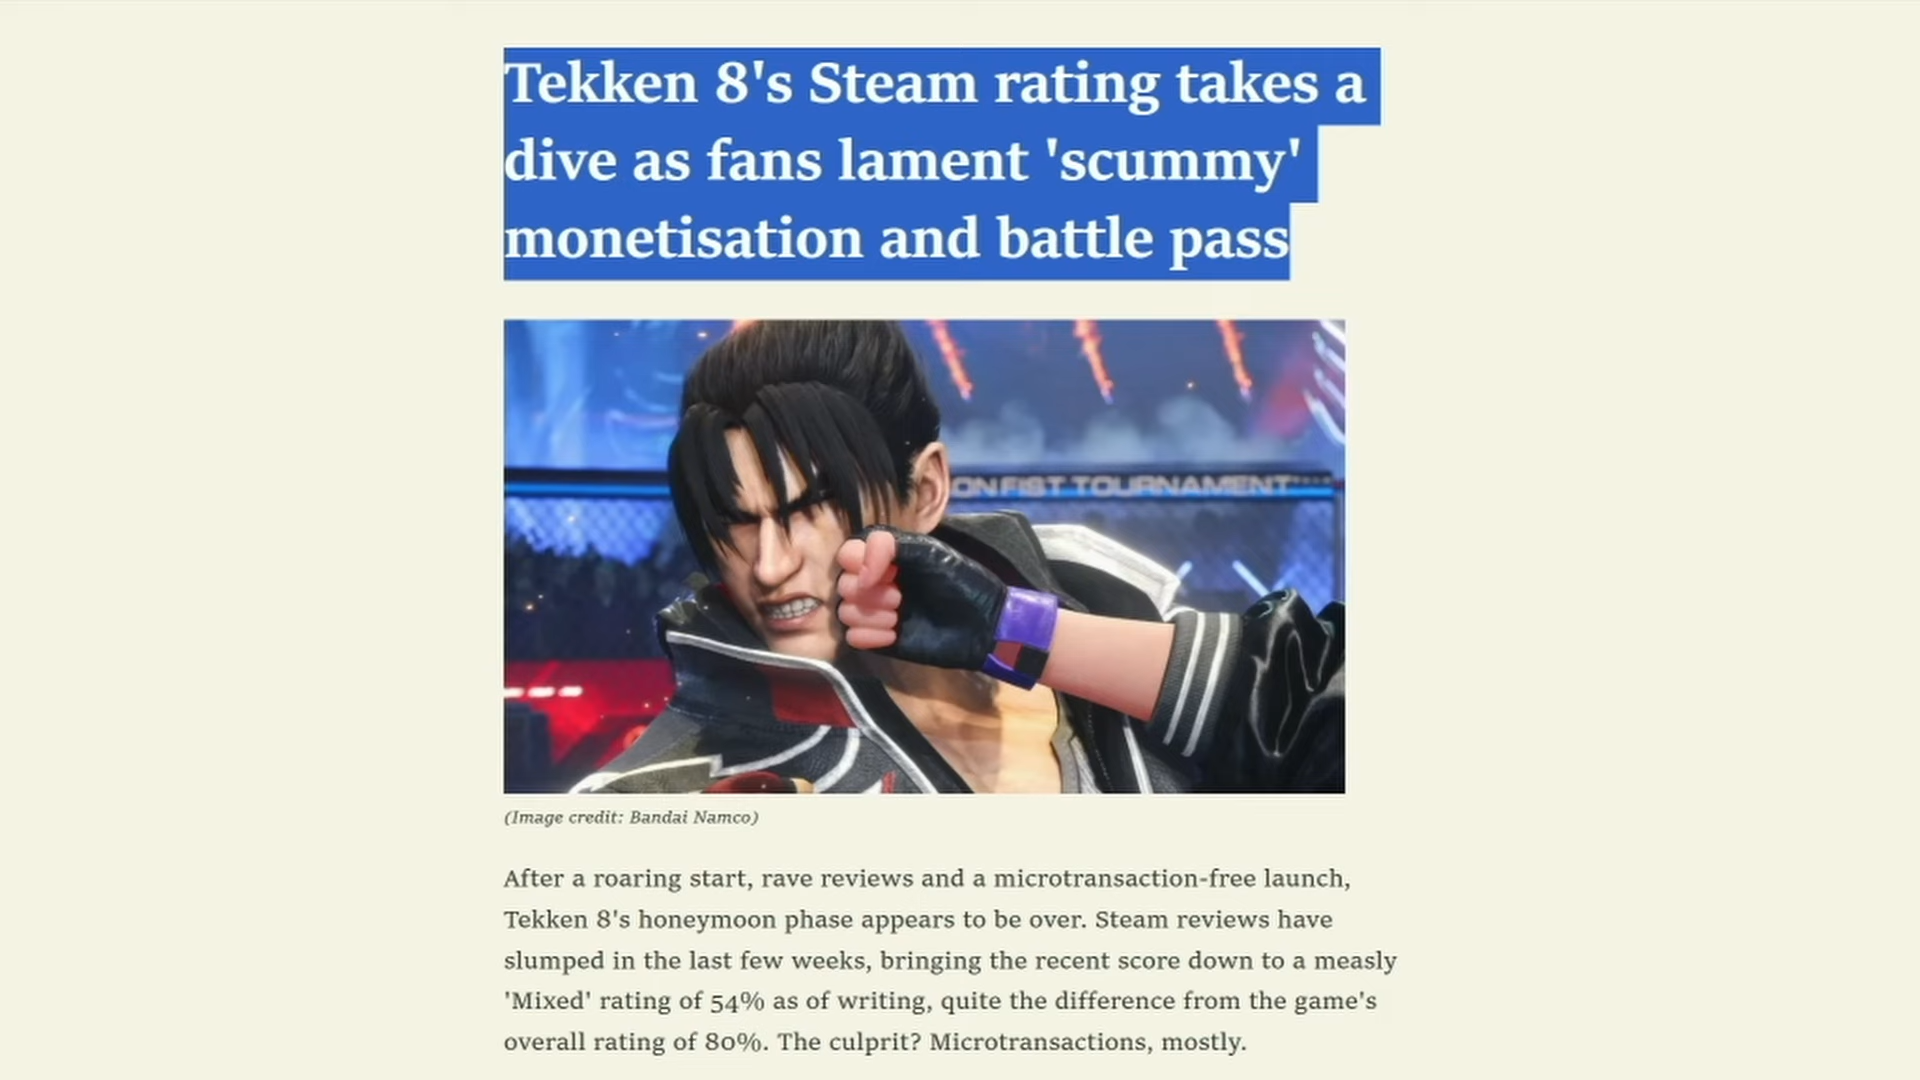 Tekken 8's Steam rating takes a
dive as fans lament 'scummy'
monetisation and battle pass
ON FIST TOURNAMENT
(Image credit: Bandai Namco)
After a roaring start, rave reviews and a microtransaction-free launch,
Tekken 8's honeymoon phase appears to be over. Steam reviews have
slumped in the last few weeks, bringing the recent score down to a measly
'Mixed' rating of 54% as of writing, quite the difference from the game's
overall rating of 80%. The culprit? Microtransactions, mostly.